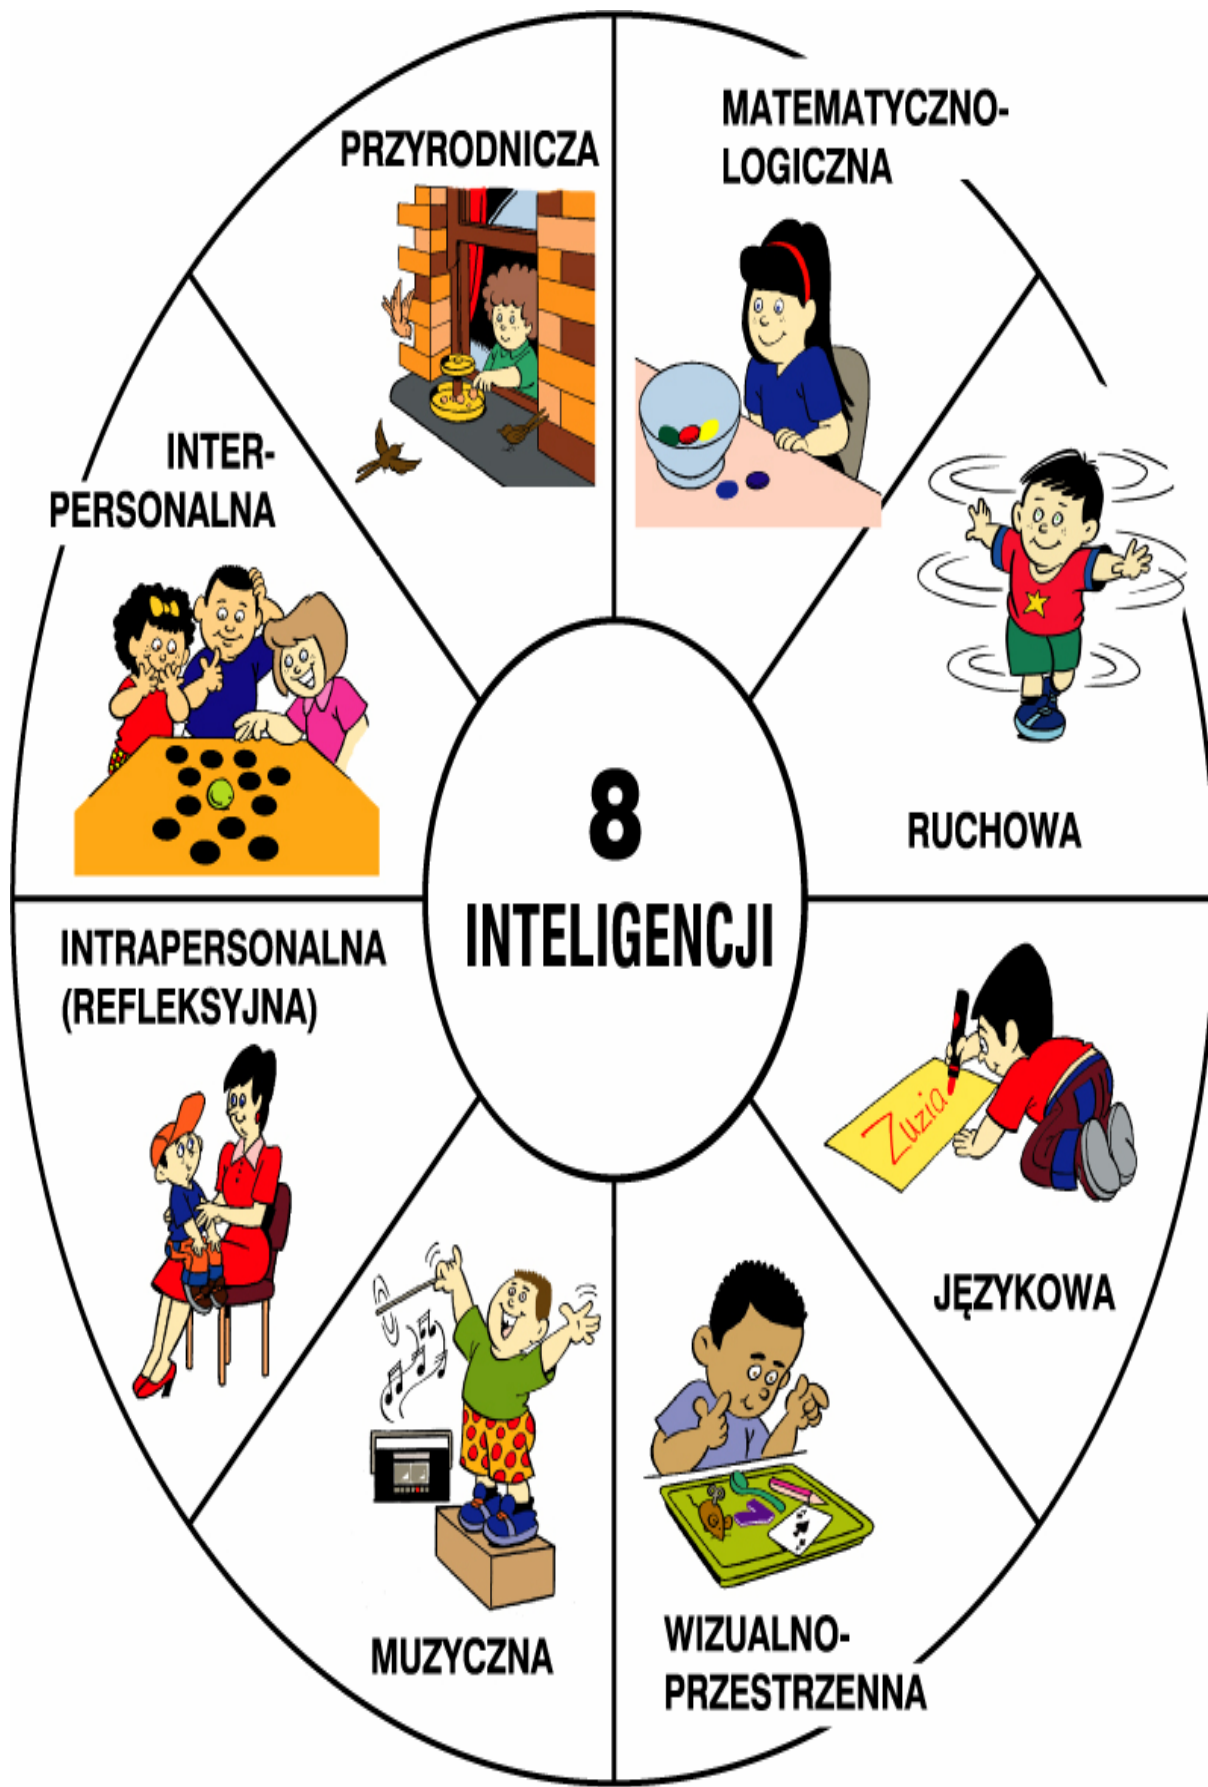 PRZYRODNICZA
MATEMATYCZNO-
LOGICZNA
INTER-
PERSONALNA
RUCHOWA
8
INTELIGENCJI
INTRAPERSONALNA
(REFLEKSYJNA)
Zuzia
JĘZYKOWA
MUZYCZNA
WIZUALNO-
PRZESTRZENNA